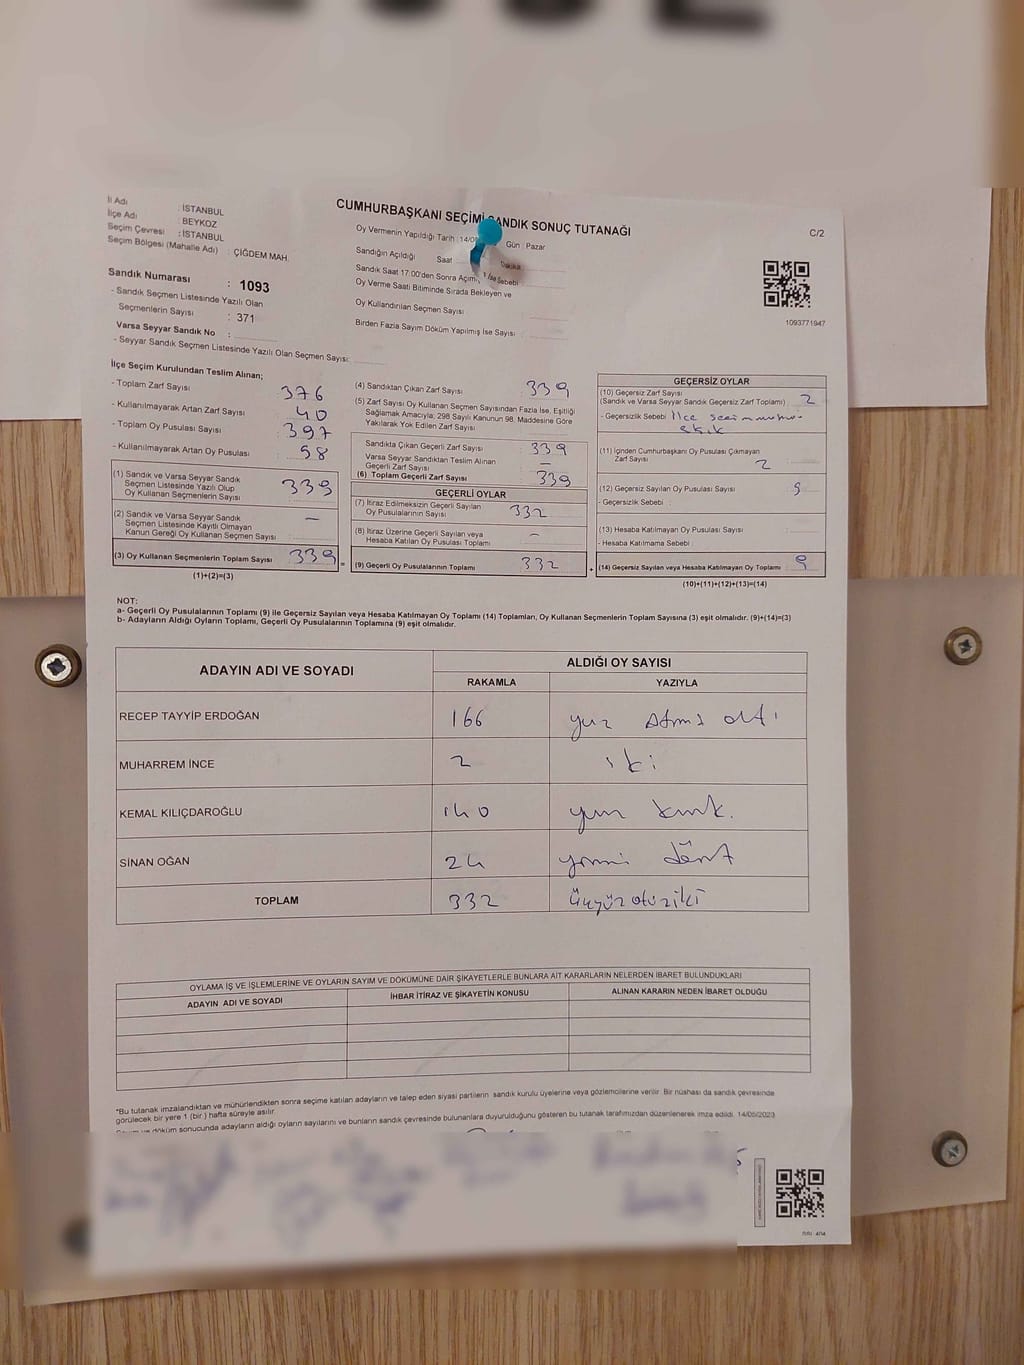 CUMHURBAŞKANI SEÇİMİ SANDIK SONUÇ TUTANAĞI
C/2
İl Adı : İSTANBUL
İlçe Adı : BEYKOZ
Seçim Çevresi : İSTANBUL
Seçim Bölgesi (Mahalle Adı) : ÇİĞDEM MAH.
Sandık Numarası : 1093
- Sandık Seçmen Listesinde Yazılı Olan
Seçmenlerin Sayısı : 371
Varsa Seyyar Sandık No :
- Seyyar Sandık Seçmen Listesinde Yazılı Olan Seçmen Sayısı:
Oy Vermenin Yapıldığı Tarih : 14/05 Gün : Pazar
Sandığın Açıldığı Saat Dakika
Sandık Saat 17:00'den Sonra Açılmış İse Sebebi
Oy Verme Saati Bitiminde Sırada Bekleyen ve
Oy Kullandırılan Seçmen Sayısı :
Birden Fazla Sayım Döküm Yapılmış İse Sayısı :
1093771947
İlçe Seçim Kurulundan Teslim Alınan;
- Toplam Zarf Sayısı : 376
- Kullanılmayarak Artan Zarf Sayısı : 40
- Toplam Oy Pusulası Sayısı : 397
- Kullanılmayarak Artan Oy Pusulası : 58
(1) Sandık ve Varsa Seyyar Sandık
Seçmen Listesinde Yazılı Olup
Oy Kullanan Seçmenlerin Sayısı : 339
(2) Sandık ve Varsa Seyyar Sandık
Seçmen Listesinde Kayıtlı Olmayan
Kanun Gereği Oy Kullanan Seçmen Sayısı : –
(3) Oy Kullanan Seçmenlerin Toplam Sayısı : 339
(1)+(2)=(3)
(4) Sandıktan Çıkan Zarf Sayısı : 339
(5) Zarf Sayısı Oy Kullanan Seçmen Sayısından Fazla İse, Eşitliği
Sağlamak Amacıyla; 298 Sayılı Kanunun 98. Maddesine Göre
Yakılarak Yok Edilen Zarf Sayısı :
Sandıkta Çıkan Geçerli Zarf Sayısı : 339
Varsa Seyyar Sandıktan Teslim Alınan
Geçerli Zarf Sayısı : –
(6) Toplam Geçerli Zarf Sayısı : 339
GEÇERLİ OYLAR
(7) İtiraz Edilmeksizin Geçerli Sayılan
Oy Pusulalarının Sayısı : 332
(8) İtiraz Üzerine Geçerli Sayılan veya
Hesaba Katılan Oy Pusulası Toplamı : –
= (9) Geçerli Oy Pusulalarının Toplamı : 332 +
GEÇERSİZ OYLAR
(10) Geçersiz Zarf Sayısı
(Sandık ve Varsa Seyyar Sandık Geçersiz Zarf Toplamı) : 2
- Geçersizlik Sebebi : İlce secim muhuru
eksik
(11) İçinden Cumhurbaşkanı Oy Pusulası Çıkmayan
Zarf Sayısı : 2
(12) Geçersiz Sayılan Oy Pusulası Sayısı : 5
- Geçersizlik Sebebi :
(13) Hesaba Katılmayan Oy Pusulası Sayısı :
- Hesaba Katılmama Sebebi :
(14) Geçersiz Sayılan veya Hesaba Katılmayan Oy Toplamı : 9
(10)+(11)+(12)+(13)=(14)
NOT:
a- Geçerli Oy Pusulalarının Toplamı (9) ile Geçersiz Sayılan veya Hesaba Katılmayan Oy Toplamı (14) Toplamları, Oy Kullanan Seçmenlerin Toplam Sayısına (3) eşit olmalıdır. (9)+(14)=(3)
b- Adayların Aldığı Oyların Toplamı, Geçerli Oy Pusulalarının Toplamına (9) eşit olmalıdır.
ADAYIN ADI VE SOYADI ALDIĞI OY SAYISI
RAKAMLA YAZIYLA
RECEP TAYYİP ERDOĞAN 166 yuz atmıs altı
MUHARREM İNCE 2 iki
KEMAL KILIÇDAROĞLU 140 yuz kırk.
SİNAN OĞAN 24 yirmi dört
TOPLAM 332 üçyüz otuz iki
OYLAMA İŞ VE İŞLEMLERİNE VE OYLARIN SAYIM VE DÖKÜMÜNE DAİR ŞİKAYETLERLE BUNLARA AİT KARARLARIN NELERDEN İBARET BULUNDUKLARI
ADAYIN ADI VE SOYADI İHBAR İTİRAZ VE ŞİKAYETİN KONUSU ALINAN KARARIN NEDEN İBARET OLDUĞU
*Bu tutanak imzalandıktan ve mühürlendikten sonra seçime katılan adayların ve talep eden siyasi partilerin sandık kurulu üyelerine veya gözlemcilerine verilir. Bir nüshası da sandık çevresinde
görülecek bir yere 1 (bir) hafta süreyle asılır.
ve döküm sonucunda adayların aldığı oyların sayılarını ve bunların sandık çevresinde bulunanlara duyurulduğunu gösteren bu tutanak tarafımızdan düzenlenerek imza edildi. 14/05/2023